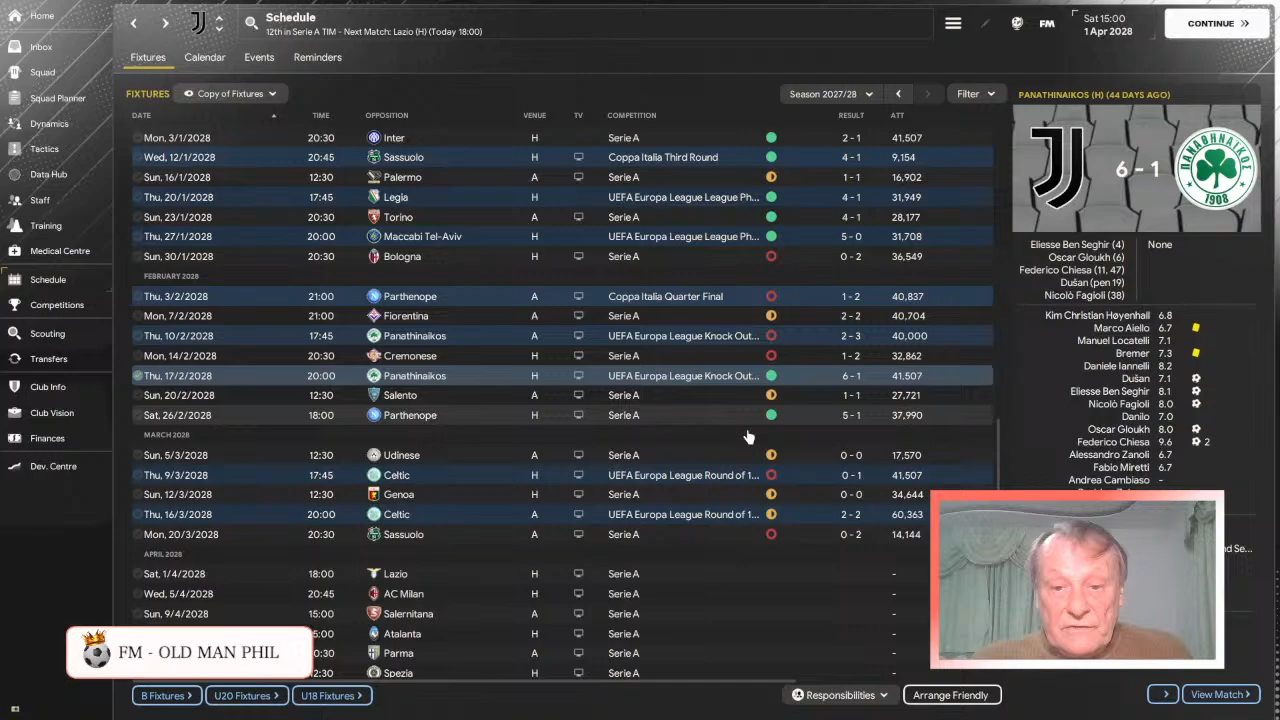 Home
Schedule
12th in Serie A TIM - Next Match: Lazio (H) (Today 18:00)
FM
Sat 15:00
1 Apr 2028
CONTINUE
Inbox
Squad
Squad Planner
Dynamics
Tactics
Data Hub
Staff
Training
Medical Centre
Schedule
Competitions
Scouting
Transfers
Club Info
Club Vision
Finances
Dev. Centre
Fixtures Calendar Events Reminders
FIXTURES Copy of Fixtures Season 2027/28 Filter
DATE TIME OPPOSITION VENUE TV COMPETITION RESULT ATT
Mon, 3/1/2028 20:30 Inter H Serie A 2 - 1 41,507
Wed, 12/1/2028 20:45 Sassuolo H Coppa Italia Third Round 4 - 1 9,154
Sun, 16/1/2028 12:30 Palermo A Serie A 1 - 1 16,902
Thu, 20/1/2028 17:45 Legia H UEFA Europa League League Ph... 4 - 1 31,949
Sun, 23/1/2028 20:30 Torino A Serie A 4 - 1 28,177
Thu, 27/1/2028 20:00 Maccabi Tel-Aviv H UEFA Europa League League Ph... 5 - 0 31,708
Sun, 30/1/2028 20:30 Bologna H Serie A 0 - 2 36,549
FEBRUARY 2028
Thu, 3/2/2028 21:00 Parthenope A Coppa Italia Quarter Final 1 - 2 40,837
Mon, 7/2/2028 21:00 Fiorentina A Serie A 2 - 2 40,704
Thu, 10/2/2028 17:45 Panathinaikos A UEFA Europa League Knock Out... 2 - 3 40,000
Mon, 14/2/2028 20:30 Cremonese H Serie A 1 - 2 32,862
Thu, 17/2/2028 20:00 Panathinaikos H UEFA Europa League Knock Out... 6 - 1 41,507
Sun, 20/2/2028 12:30 Salento A Serie A 1 - 1 27,721
Sat, 26/2/2028 18:00 Parthenope H Serie A 5 - 1 37,990
MARCH 2028
Sun, 5/3/2028 12:30 Udinese A Serie A 0 - 0 17,570
Thu, 9/3/2028 17:45 Celtic H UEFA Europa League Round of 1... 0 - 1 41,507
Sun, 12/3/2028 12:30 Genoa H Serie A 0 - 0 34,644
Thu, 16/3/2028 20:00 Celtic A UEFA Europa League Round of 1... 2 - 2 60,363
Mon, 20/3/2028 20:30 Sassuolo A Serie A 0 - 2 14,144
APRIL 2028
Sat, 1/4/2028 18:00 Lazio H Serie A -
Wed, 5/4/2028 20:45 AC Milan H Serie A -
Sun, 9/4/2028 15:00 Salernitana A Serie A -
5:00 Atalanta H Serie A -
:30 Parma A Serie A -
2:30 Spezia H Serie A -
FM - OLD MAN PHIL
B Fixtures > U20 Fixtures > U18 Fixtures > Responsibilities Arrange Friendly View Match >
PANATHINAIKOS (H) (44 DAYS AGO)
6 - 1
ΠΑΝΑΘΗΝΑΪΚΟΣ
1908
Eliesse Ben Seghir (4) None
Oscar Gloukh (6)
Federico Chiesa (11, 47)
Dušan (pen 19)
Nicolò Fagioli (38)
Kim Christian Høyenhall 6.8
Marco Aiello 6.7
Manuel Locatelli 7.1
Bremer 7.3
Daniele Iannelli 8.2
Dušan 7.1
Eliesse Ben Seghir 8.1
Nicolò Fagioli 8.0
Danilo 7.0
Oscar Gloukh 8.0
Federico Chiesa 9.6 2
Alessandro Zanoli 6.7
Fabio Miretti 6.7
Andrea Cambiaso -